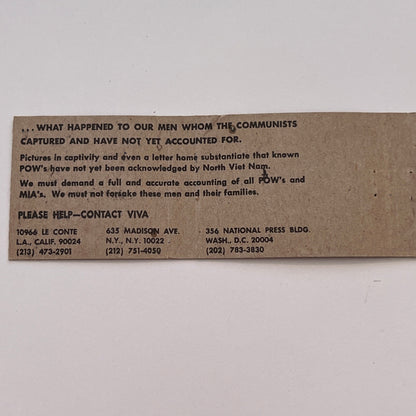 ...WHAT HAPPENED TO OUR MEN WHOM THE COMMUNISTS
CAPTURED AND HAVE NOT YET ACCOUNTED FOR.
Pictures in captivity and even a letter home substantiate that known
POW's have not yet been acknowledged by North Viet Nam.
We must demand a full and accurate accounting of all POW's and
MIA's. We must not forsake these men and their families.
PLEASE HELP—CONTACT VIVA
10966 LE CONTE 635 MADISON AVE. 356 NATIONAL PRESS BLDG.
L.A., CALIF. 90024 N.Y., N.Y. 10022 WASH., D.C. 20004
(213) 473-2901 (212) 751-4050 (202) 783-3830